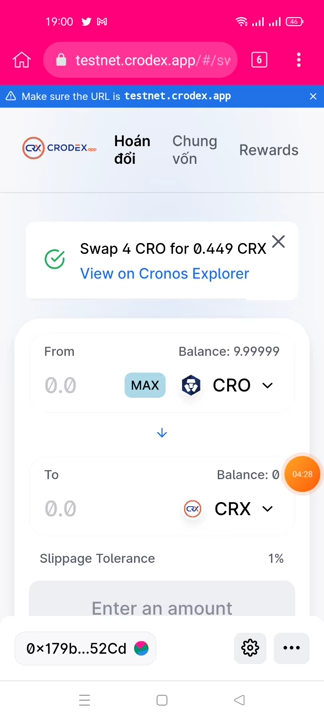 19:00
46
testnet.crodex.app/#/sv
6
Make sure the URL is testnet.crodex.app
CRX CRODEX.app
Hoán đổi
Chung vốn
Rewards
Swap 4 CRO for 0.449 CRX
View on Cronos Explorer
From
Balance: 9.99999
0.0
MAX
CRO
To
Balance: 0
04:28
0.0
CRX
CRX
Slippage Tolerance
1%
Enter an amount
0x179b...52Cd